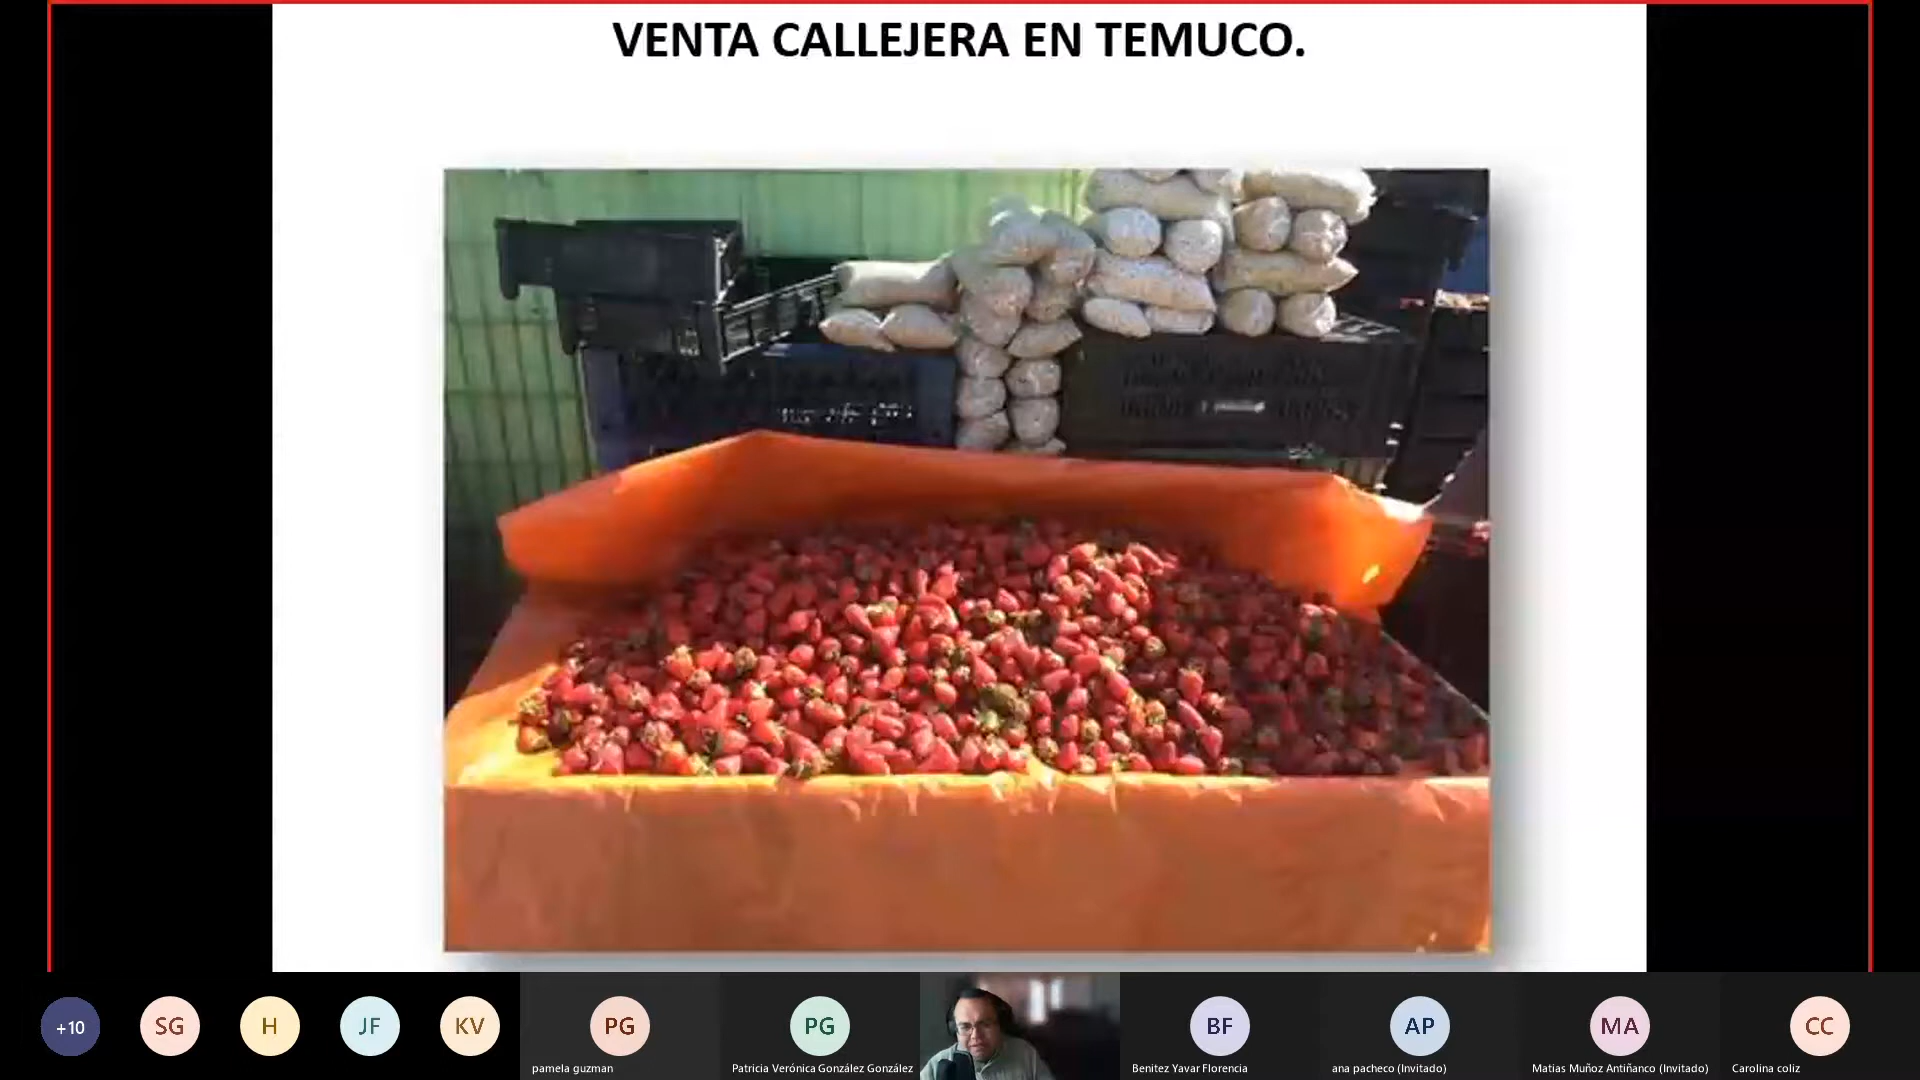 VENTA CALLEJERA EN TEMUCO.
+10
SG
H
JF
KV
PG
PG
BF
AP
MA
CC
pamela guzman
Patricia Verónica González González
Benitez Yavar Florencia
ana pacheco (Invitado)
Matias Muñoz Antiñanco (Invitado)
Carolina coliz